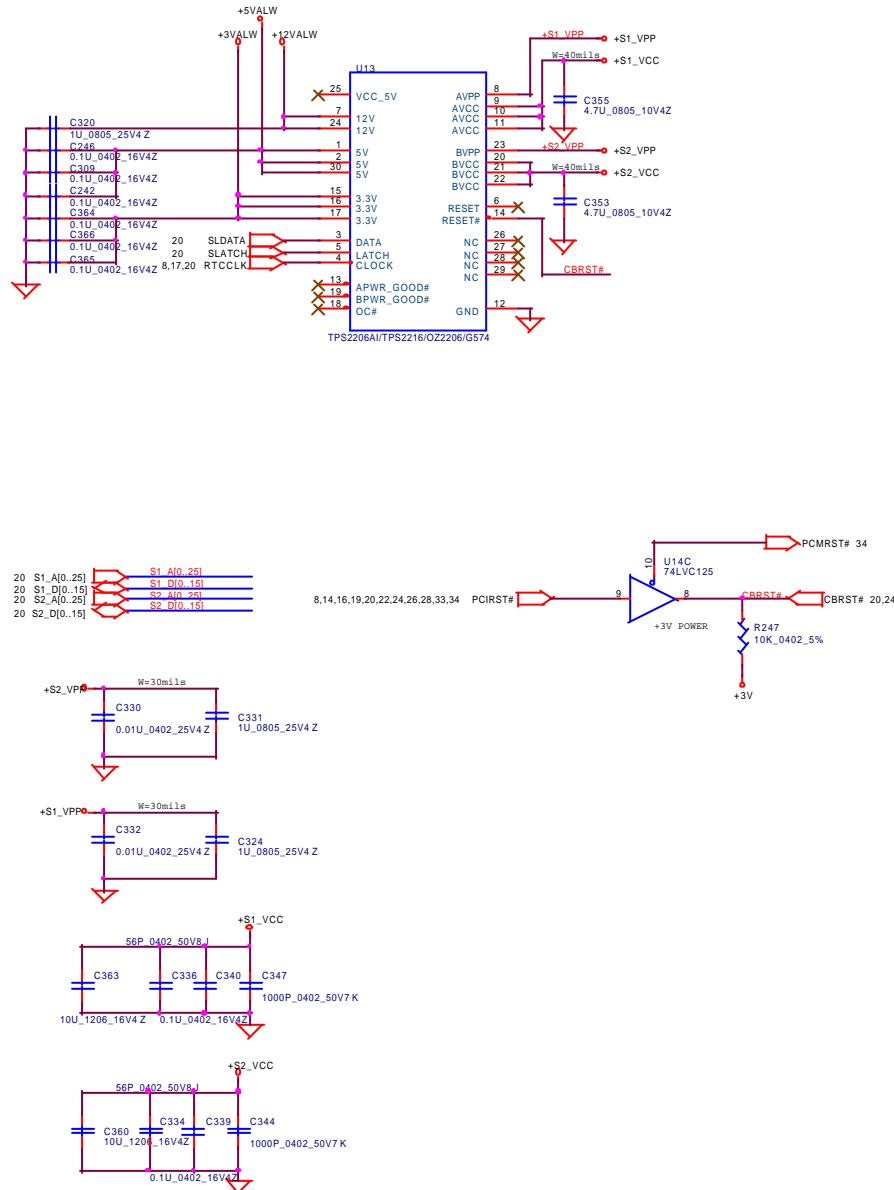 +5VALW
+3VALW
+12VALW
+S1_VPP
+S1_VPP
W=40mils
+S1_VCC
U13
25
VCC_5V
AVPP
8
AVCC
9
7
12V
AVCC
10
C355
C320
24
12V
AVCC
11
4.7U_0805_10V4Z
1U_0805_25V4Z
C246
1
5V
BVPP
23
+S2_VPP
+S2_VPP
0.1U_0402_16V4Z
2
5V
BVCC
20
C309
30
5V
BVCC
21
W=40mils
+S2_VCC
0.1U_0402_16V4Z
BVCC
22
C242
15
3.3V
0.1U_0402_16V4Z
16
3.3V
RESET
6
C353
C364
17
3.3V
RESET#
14
4.7U_0805_10V4Z
0.1U_0402_16V4Z
C366
20
SLDATA
3
DATA
NC
26
0.1U_0402_16V4Z
20
SLATCH
5
LATCH
NC
27
C365
8,17,20
RTCCLK
4
CLOCK
NC
28
0.1U_0402_16V4Z
NC
29
CBRST#
13
APWR_GOOD#
19
BPWR_GOOD#
18
OC#
GND
12
TPS2206AI/TPS2216/OZ2206/G574
PCMRST# 34
10
U14C
74LVC125
20 S1_A[0..25]
S1_A[0..25]
20 S1_D[0..15]
S1_D[0..15]
20 S2_A[0..25]
S2_A[0..25]
20 S2_D[0..15]
S2_D[0..15]
8,14,16,19,20,22,24,26,28,33,34
PCIRST#
9
8
CBRST#
CBRST# 20,24
+3V POWER
R247
10K_0402_5%
+3V
+S2_VPP
W=30mils
C330
0.01U_0402_25V4Z
C331
1U_0805_25V4Z
+S1_VPP
W=30mils
C332
0.01U_0402_25V4Z
C324
1U_0805_25V4Z
+S1_VCC
56P_0402_50V8J
C363
C336
C340
C347
1000P_0402_50V7K
10U_1206_16V4Z
0.1U_0402_16V4Z
+S2_VCC
56P_0402_50V8J
C360
C334
C339
C344
10U_1206_16V4Z
1000P_0402_50V7K
0.1U_0402_16V4Z